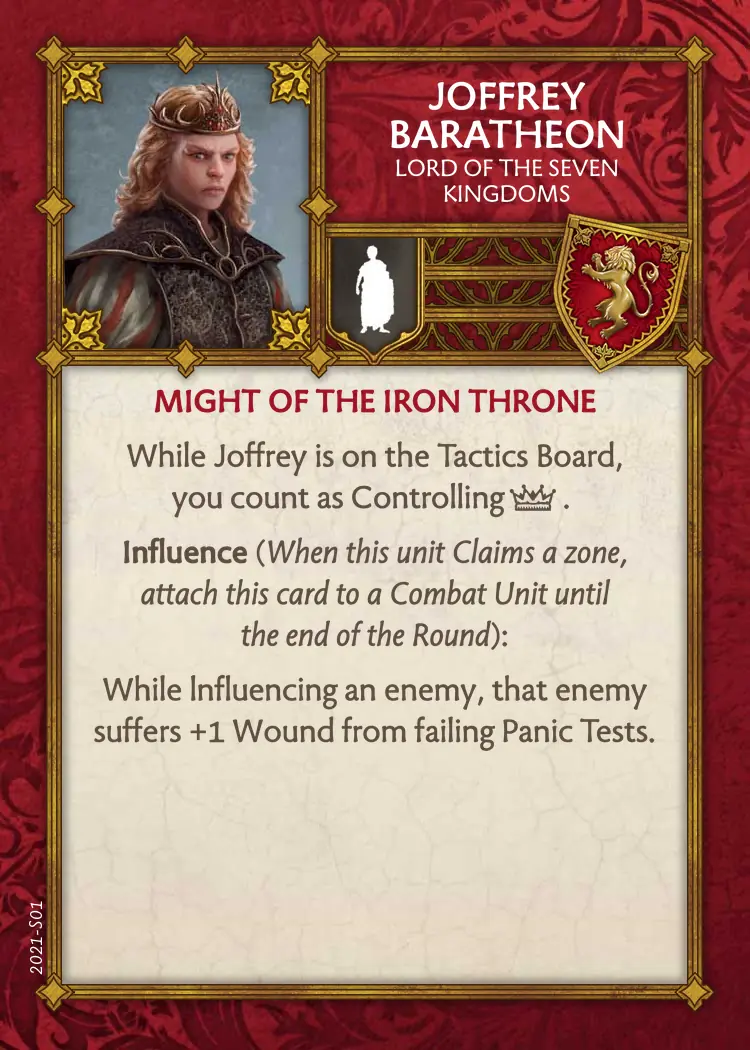 JOFFREY
BARATHEON
LORD OF THE SEVEN
KINGDOMS
MIGHT OF THE IRON THRONE
While Joffrey is on the Tactics Board,
you count as Controlling .
Influence (When this unit Claims a zone,
attach this card to a Combat Unit until
the end of the Round):
While Influencing an enemy, that enemy
suffers +1 Wound from failing Panic Tests.
2021-S01